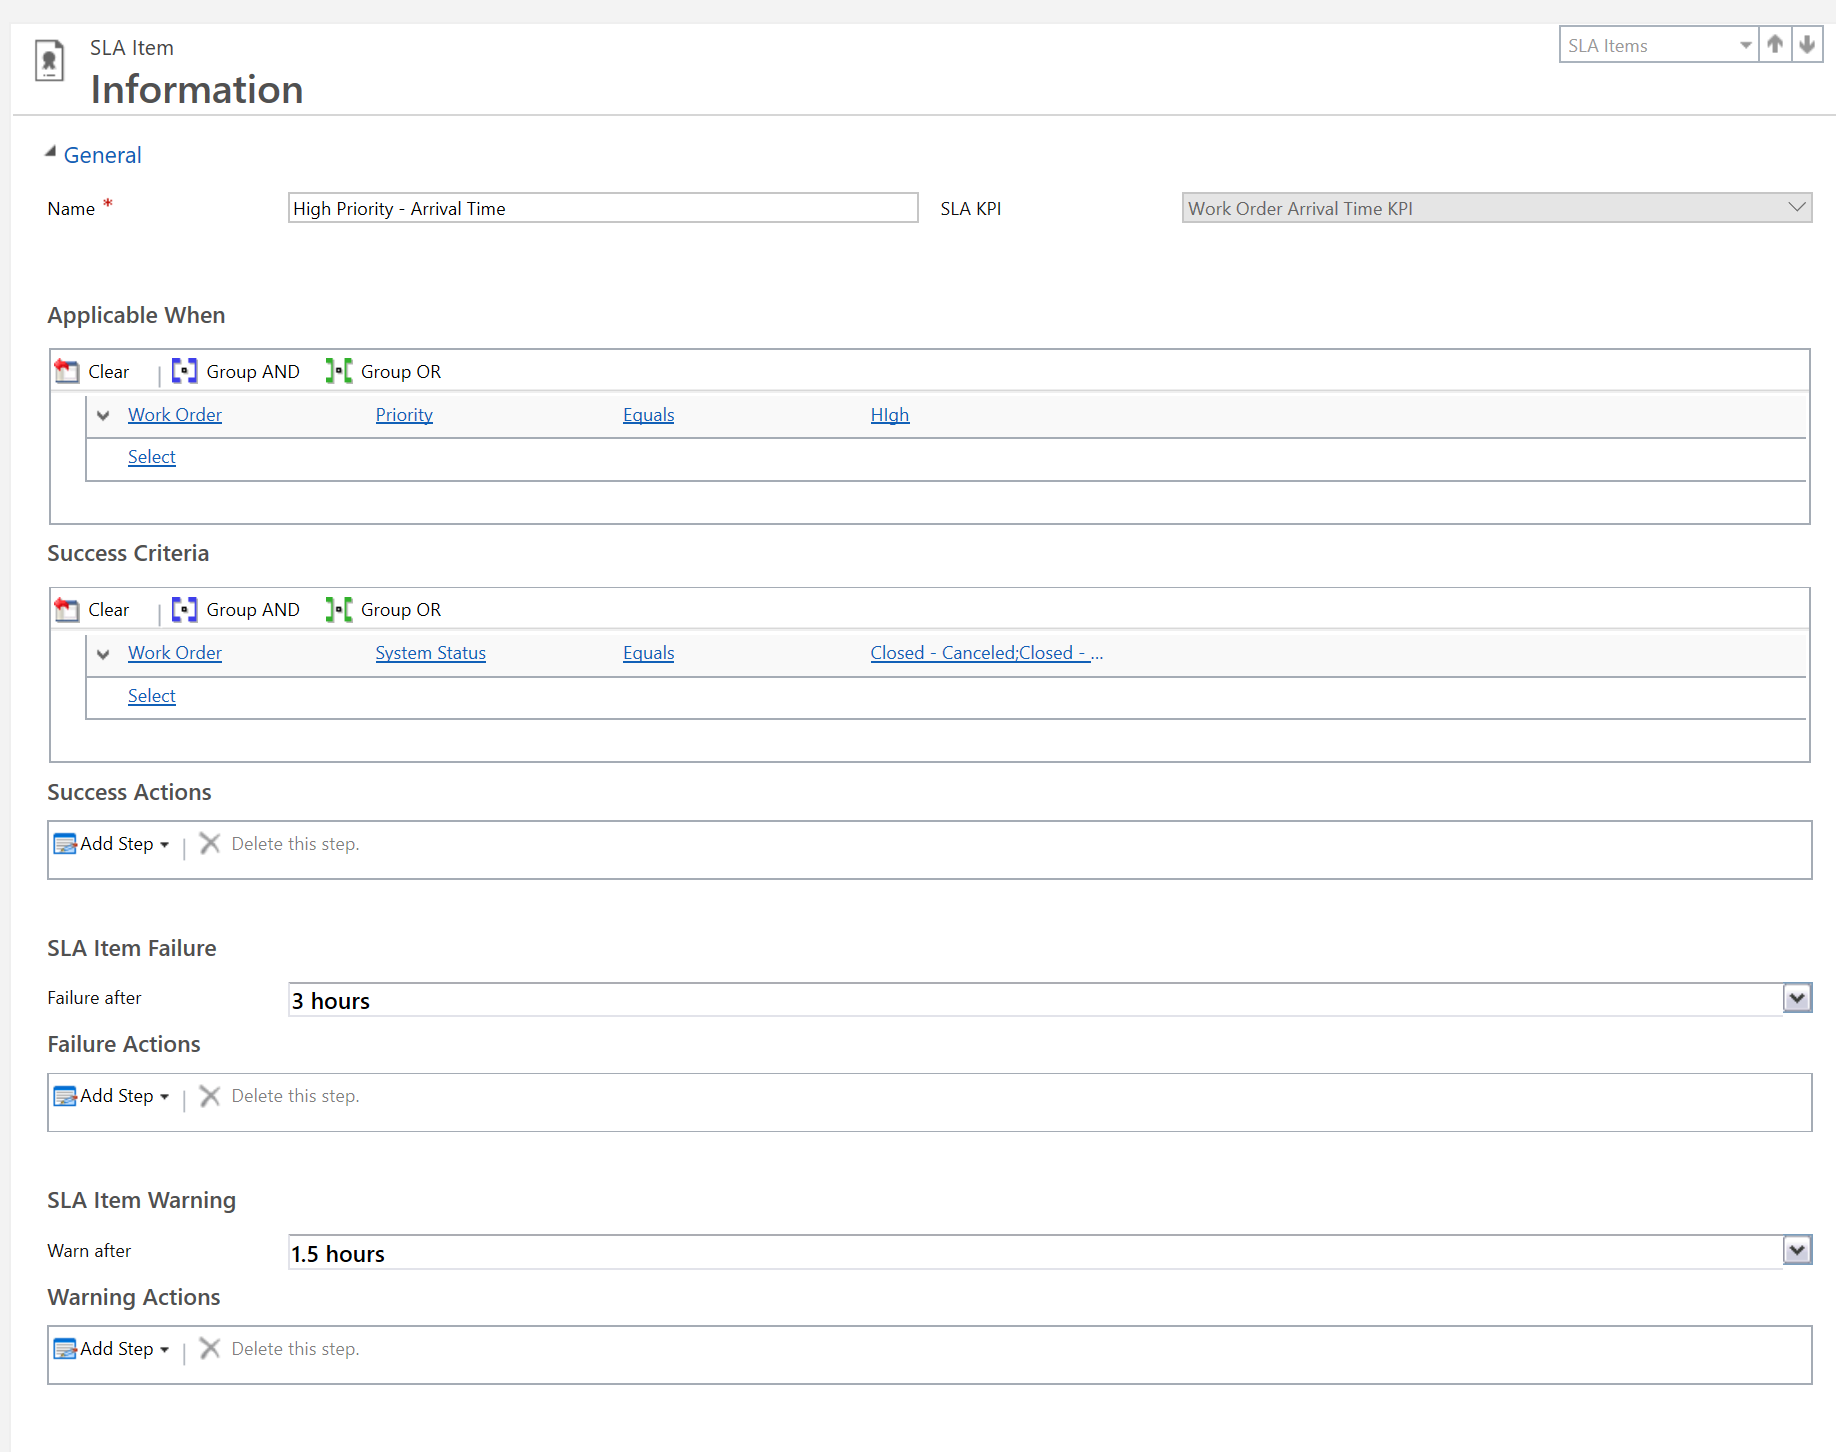 SLA Item
Information
SLA Items
General
Name * High Priority - Arrival Time SLA KPI Work Order Arrival Time KPI
Applicable When
Clear | Group AND Group OR
Work Order Priority Equals HIgh
Select
Success Criteria
Clear | Group AND Group OR
Work Order System Status Equals Closed - Canceled;Closed - ...
Select
Success Actions
Add Step | Delete this step.
SLA Item Failure
Failure after 3 hours
Failure Actions
Add Step | Delete this step.
SLA Item Warning
Warn after 1.5 hours
Warning Actions
Add Step | Delete this step.